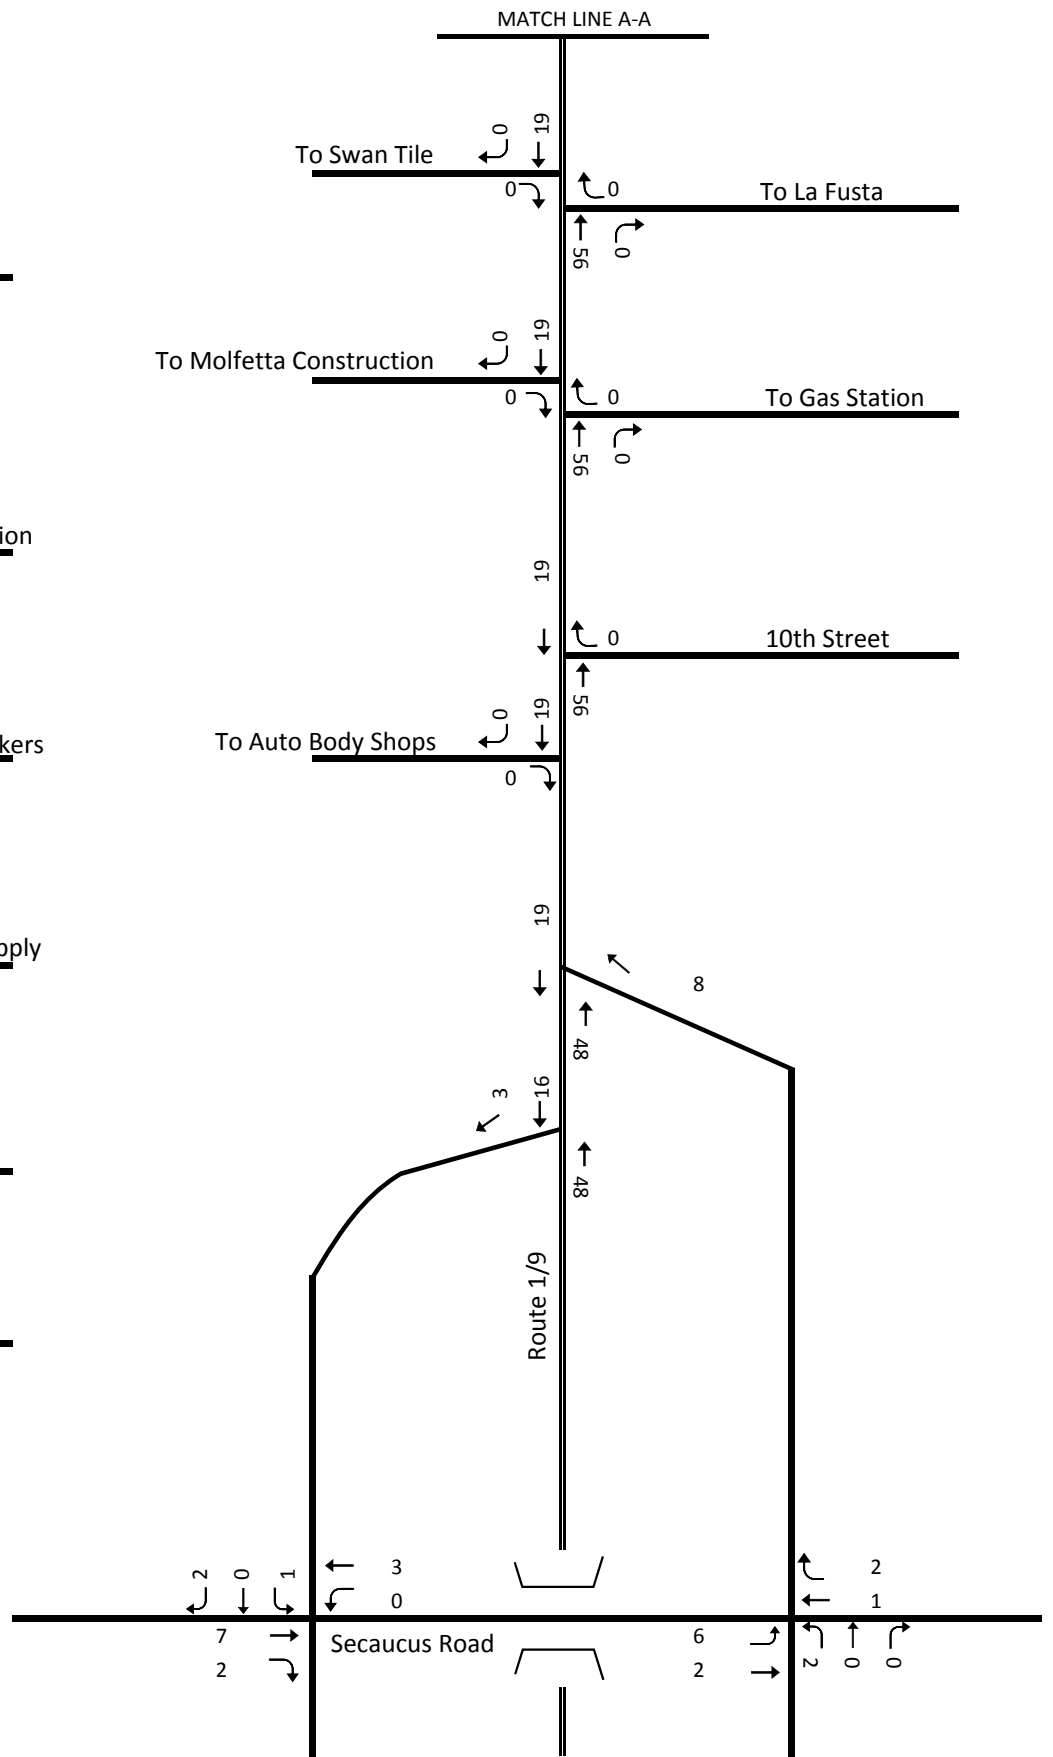 MATCH LINE A-A
0 19
To Swan Tile
0 0 To La Fusta
56 0
0 19
To Molfetta Construction
0 0 To Gas Station
56 0
ion
19
0 10th Street
56
0 19
kers To Auto Body Shops
0
19
pply
8
48
3 16
48
Route 1/9
2 0 1 3 2
0 1
7 Secaucus Road 6
2 2 2 0 0